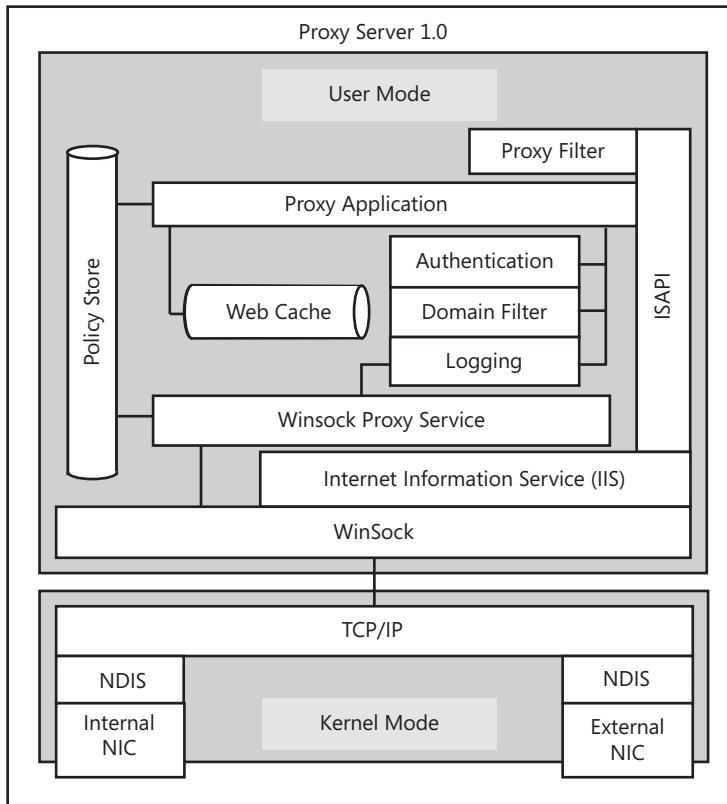 Proxy Server 1.0
User Mode
Proxy Filter
Proxy Application
Policy Store
Authentication
Web Cache
Domain Filter
ISAPI
Logging
Winsock Proxy Service
Internet Information Service (IIS)
WinSock
TCP/IP
NDIS
NDIS
Internal
NIC
Kernel Mode
External
NIC